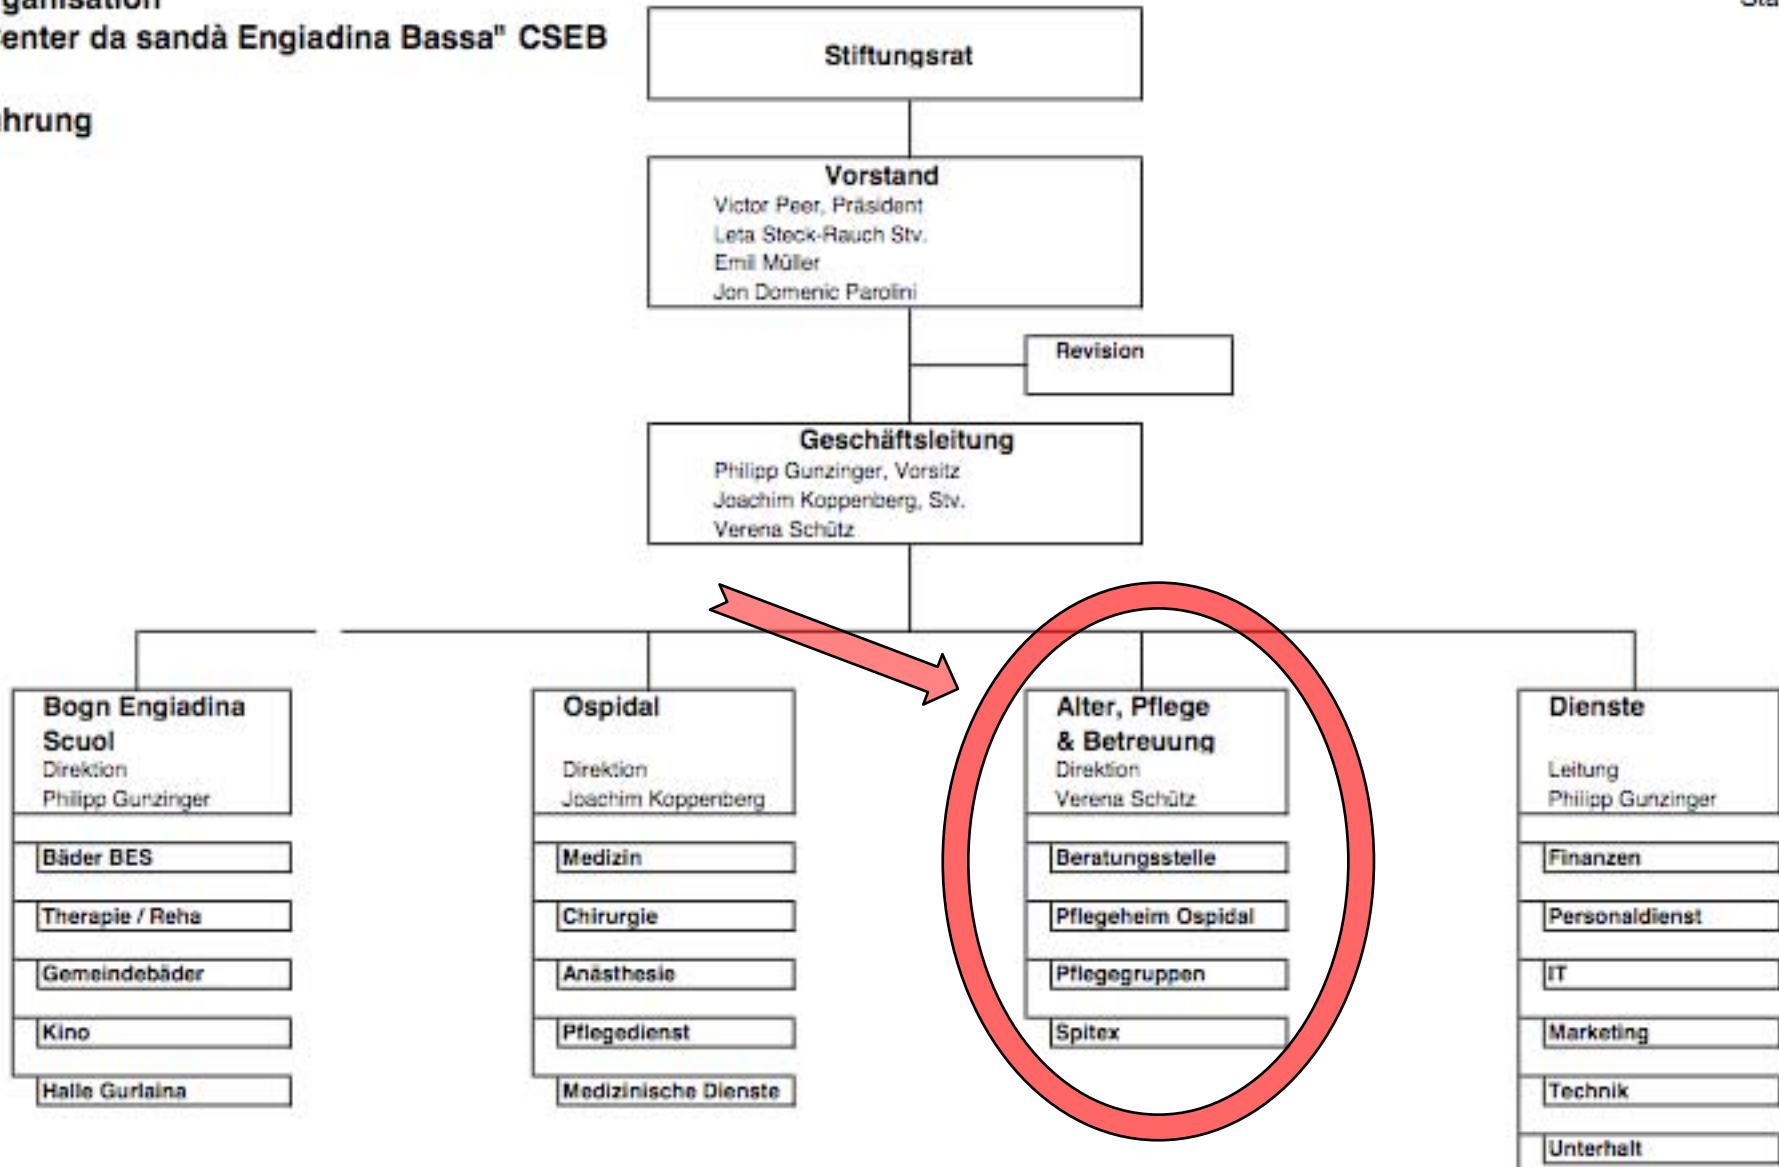 ganisation
enter da sandà Engiadina Bassa" CSEB
hrung
Stiftungsrat
Vorstand
Victor Peer, Präsident
Leta Steck-Rauch Stv.
Emil Müller
Jon Domenic Parolini
Revision
Geschäftsleitung
Philipp Gunzinger, Vorsitz
Joachim Koppenberg, Stv.
Verena Schütz
Bogn Engiadina
Scuol
Direktion
Philipp Gunzinger
Bäder BES
Therapie / Reha
Gemeindebäder
Kino
Halle Gurlaina
Ospidal
Direktion
Joachim Koppenberg
Medizin
Chirurgie
Anästhesie
Pflegedienst
Medizinische Dienste
Alter, Pflege
& Betreuung
Direktion
Verena Schütz
Beratungsstelle
Pflegeheim Ospidal
Pflegegruppen
Spitex
Dienste
Leitung
Philipp Gunzinger
Finanzen
Personaldienst
IT
Marketing
Technik
Unterhalt